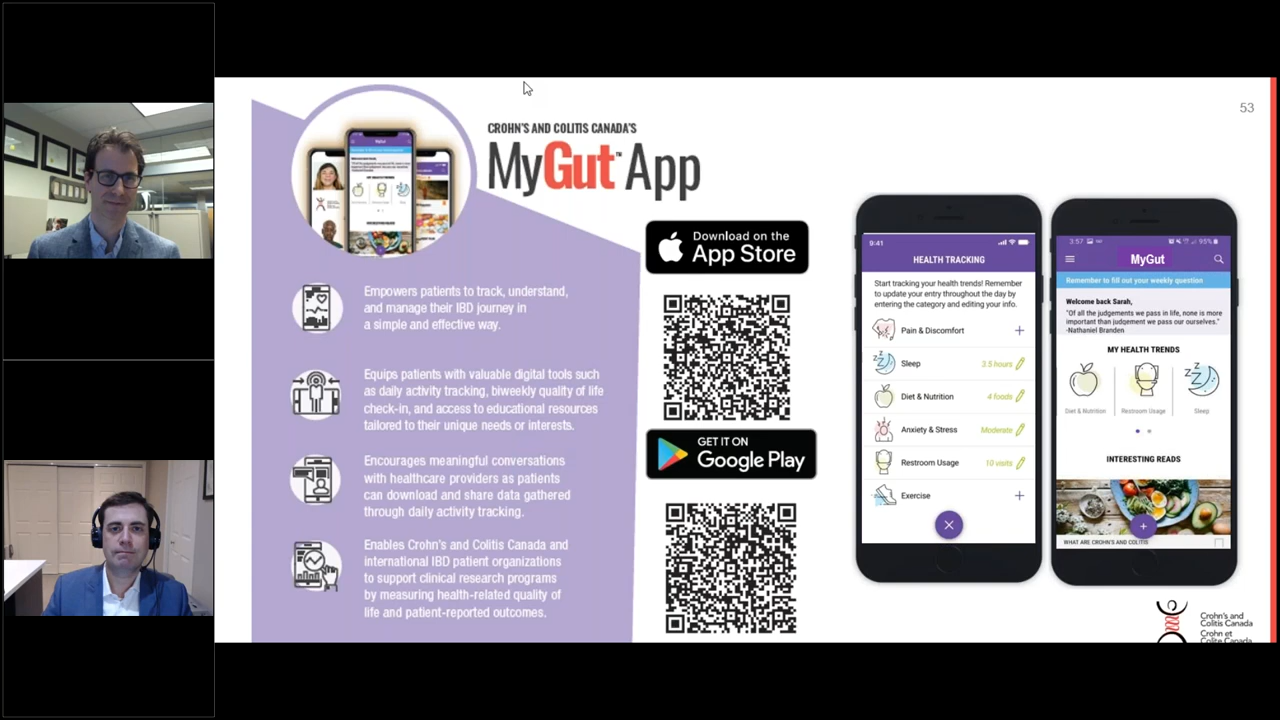 53
CROHN'S AND COLITIS CANADA'S
MyGut™ App
Download on the
App Store
GET IT ON
Google Play
Empowers patients to track, understand,
and manage their IBD journey in
a simple and effective way.
Equips patients with valuable digital tools such
as daily activity tracking, biweekly quality of life
check-in, and access to educational resources
tailored to their unique needs or interests.
Encourages meaningful conversations
with healthcare providers as patients
can download and share data gathered
through daily activity tracking.
Enables Crohn's and Colitis Canada and
international IBD patient organizations
to support clinical research programs
by measuring health-related quality of
life and patient-reported outcomes.
9:41
HEALTH TRACKING
Start tracking your health trends! Remember
to update your entry throughout the day by
entering the category and editing your info.
Pain & Discomfort
Sleep 3.5 hours
Diet & Nutrition 4 foods
Anxiety & Stress Moderate
Restroom Usage 10 visits
Exercise
3:57 95%
MyGut
Remember to fill out your weekly question
Welcome back Sarah,
"Of all the judgements we pass in life, none is more
important than judgement we pass our ourselves."
-Nathaniel Branden
MY HEALTH TRENDS
Diet & Nutrition Restroom Usage Sleep
INTERESTING READS
WHAT ARE CROHN'S AND COLITIS
Crohn's and
Colitis Canada
Crohn et
Colite Canada